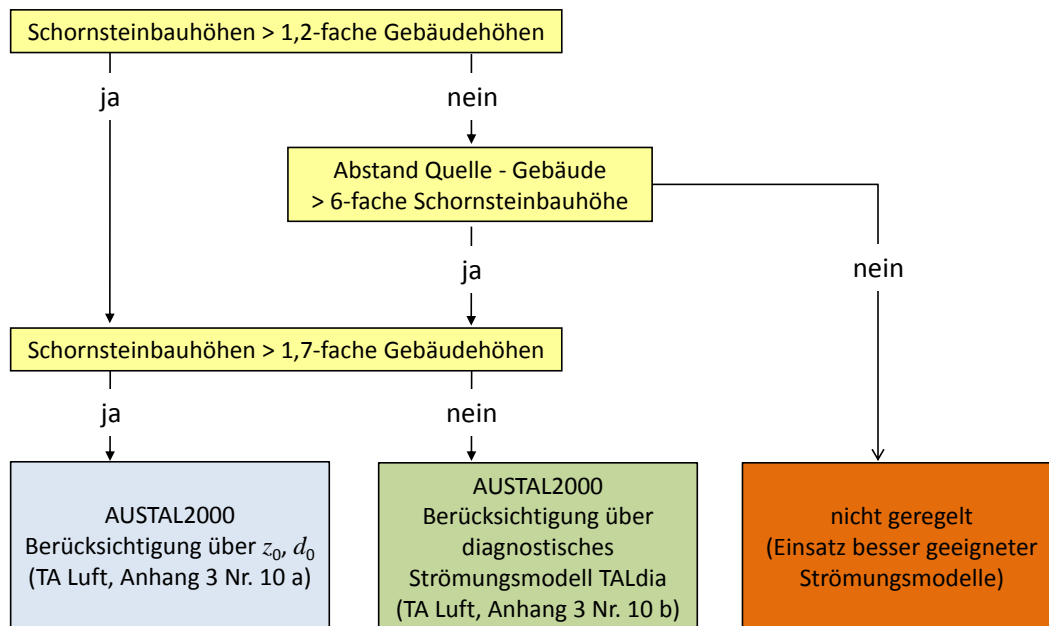 Schornsteinbauhöhen > 1,2-fache Gebäudehöhen
ja
nein
Abstand Quelle - Gebäude
> 6-fache Schornsteinbauhöhe
ja
nein
Schornsteinbauhöhen > 1,7-fache Gebäudehöhen
ja
nein
AUSTAL2000
Berücksichtigung über z₀, d₀
(TA Luft, Anhang 3 Nr. 10 a)
AUSTAL2000
Berücksichtigung über
diagnostisches
Strömungsmodell TALdia
(TA Luft, Anhang 3 Nr. 10 b)
nicht geregelt
(Einsatz besser geeigneter
Strömungsmodelle)